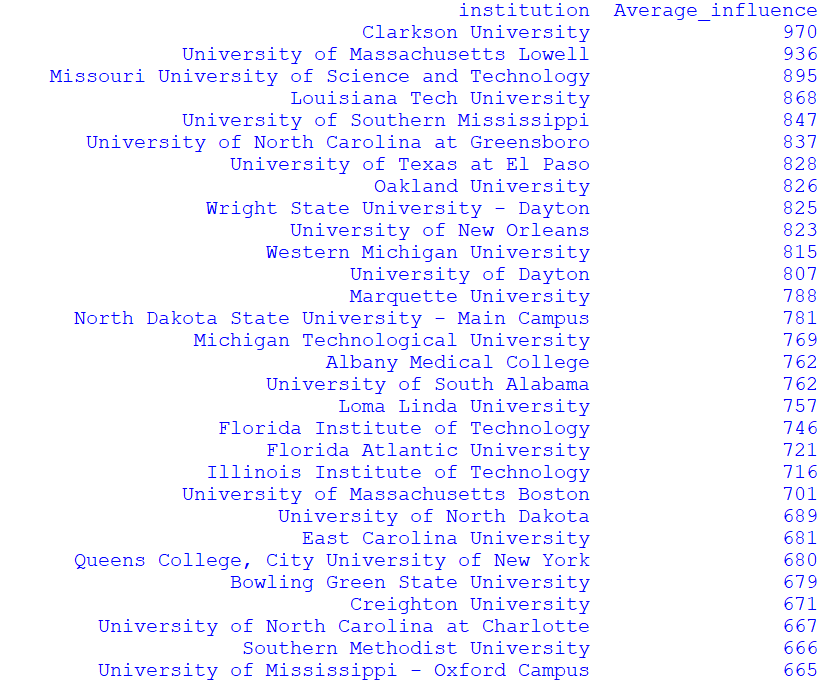 institution Average_influence
Clarkson University 970
University of Massachusetts Lowell 936
Missouri University of Science and Technology 895
Louisiana Tech University 868
University of Southern Mississippi 847
University of North Carolina at Greensboro 837
University of Texas at El Paso 828
Oakland University 826
Wright State University - Dayton 825
University of New Orleans 823
Western Michigan University 815
University of Dayton 807
Marquette University 788
North Dakota State University - Main Campus 781
Michigan Technological University 769
Albany Medical College 762
University of South Alabama 762
Loma Linda University 757
Florida Institute of Technology 746
Florida Atlantic University 721
Illinois Institute of Technology 716
University of Massachusetts Boston 701
University of North Dakota 689
East Carolina University 681
Queens College, City University of New York 680
Bowling Green State University 679
Creighton University 671
University of North Carolina at Charlotte 667
Southern Methodist University 666
University of Mississippi - Oxford Campus 665